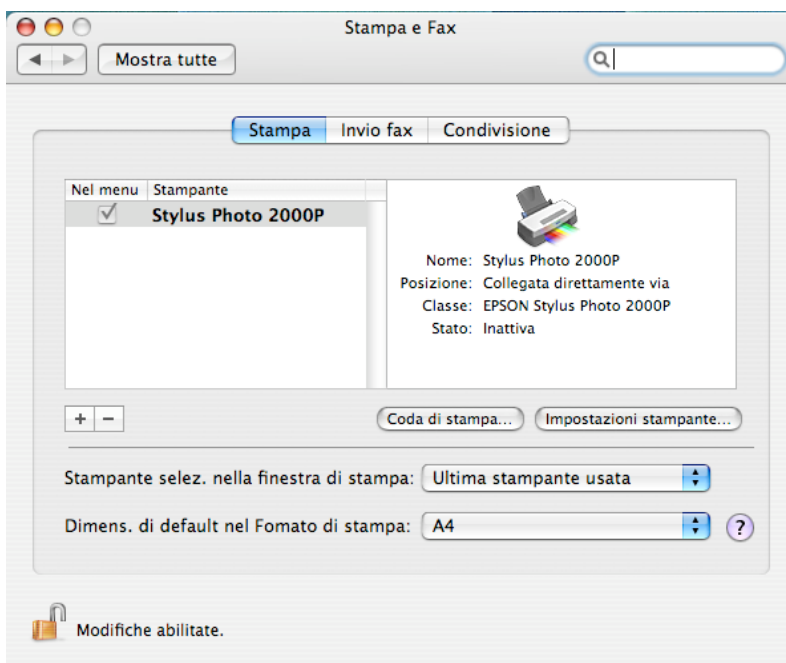 Stampa e Fax
Mostra tutte
Stampa Invio fax Condivisione
Nel menu Stampante
Stylus Photo 2000P
Nome: Stylus Photo 2000P
Posizione: Collegata direttamente via
Classe: EPSON Stylus Photo 2000P
Stato: Inattiva
+ −
Coda di stampa... Impostazioni stampante...
Stampante selez. nella finestra di stampa: Ultima stampante usata
Dimens. di default nel Fomato di stampa: A4 ?
Modifiche abilitate.